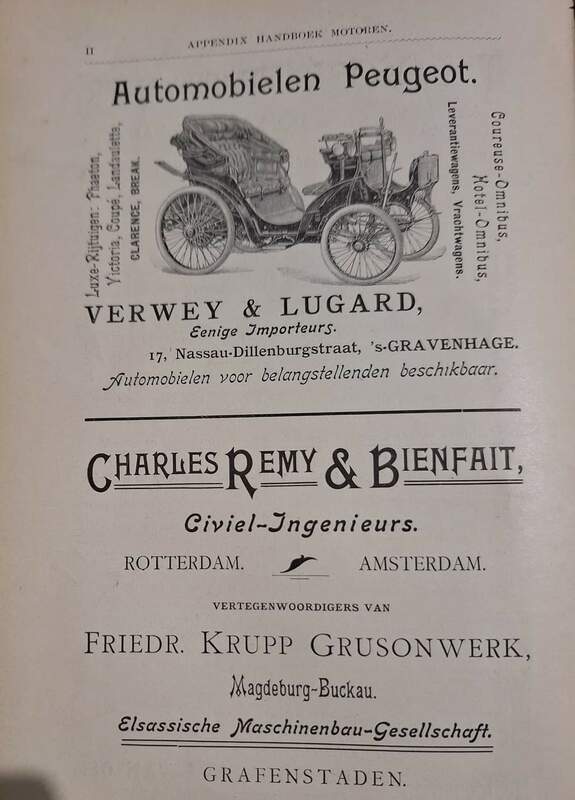 II
APPENDIX HANDBOEK MOTOREN.
Automobielen Peugeot.
Luxe-Rijtuigen: Phaeton,
Victoria, Coupé, Landaulette,
CLARENCE, BREAK.
Coureuse-Omnibus,
Hotel-Omnibus,
Leverantiewagens, Vrachtwagens.
VERWEY & LUGARD,
Eenige Importeurs.
17, Nassau-Dillenburgstraat, 's-GRAVENHAGE.
Automobielen voor belangstellenden beschikbaar.
CHARLES REMY & BIENFAIT,
Civiel-Ingenieurs.
ROTTERDAM. AMSTERDAM.
VERTEGENWOORDIGERS VAN
FRIEDR. KRUPP GRUSONWERK,
Magdeburg-Buckau.
Elsassische Maschinenbau-Gesellschaft.
GRAFENSTADEN.